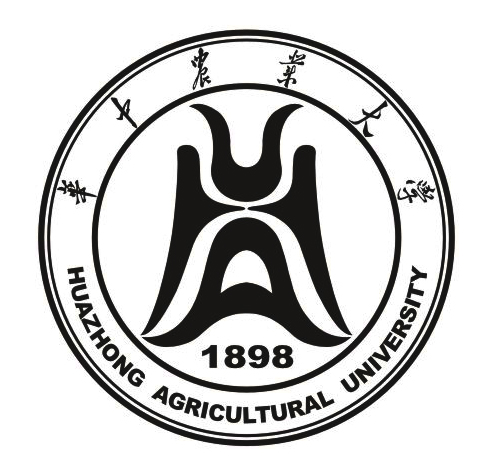 华中农业大学
1898
HUAZHONG AGRICULTURAL UNIVERSITY